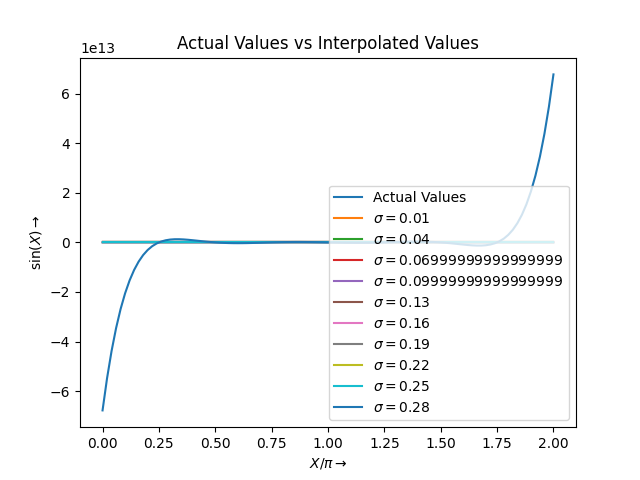 Actual Values vs Interpolated Values
1e13
6
4
2
0
−2
−4
−6
sin(X) →
0.00 0.25 0.50 0.75 1.00 1.25 1.50 1.75 2.00
X/π →
Actual Values
σ = 0.01
σ = 0.04
σ = 0.06999999999999999
σ = 0.09999999999999999
σ = 0.13
σ = 0.16
σ = 0.19
σ = 0.22
σ = 0.25
σ = 0.28